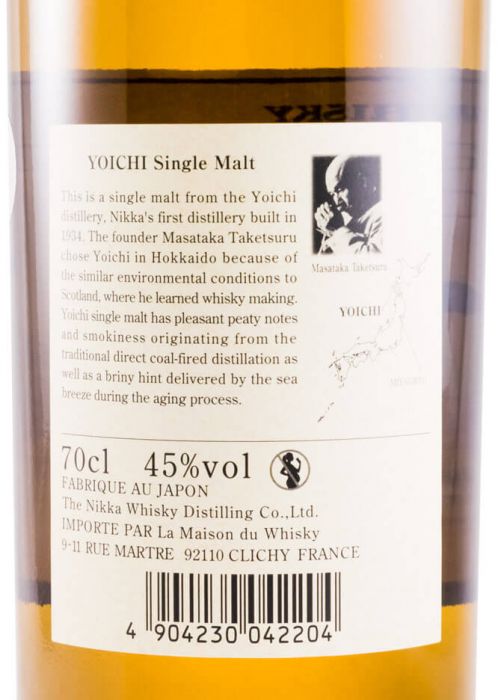 WHISKY
YOICHI Single Malt
This is a single malt from the Yoichi
distillery, Nikka's first distillery built in
1934. The founder Masataka Taketsuru
chose Yoichi in Hokkaido because of
the similar environmental conditions to
Scotland, where he learned whisky making.
Yoichi single malt has pleasant peaty notes
and smokiness originating from the
traditional direct coal-fired distillation as
well as a briny hint delivered by the sea
breeze during the aging process.
Masataka Taketsuru
YOICHI
70cl 45%vol
FABRIQUE AU JAPON
The Nikka Whisky Distilling Co.,Ltd.
IMPORTE PAR La Maison du Whisky
9-11 RUE MARTRE 92110 CLICHY FRANCE
4 904230 042204